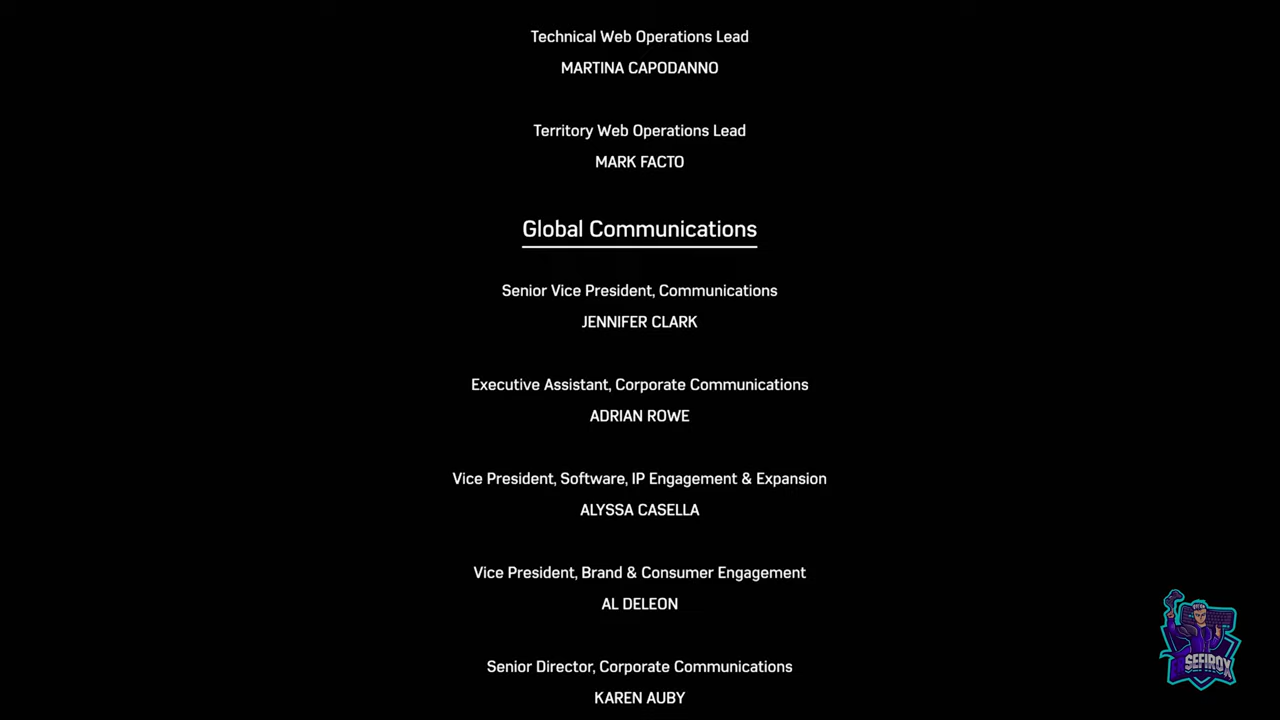 Technical Web Operations Lead
MARTINA CAPODANNO
Territory Web Operations Lead
MARK FACTO
Global Communications
Senior Vice President, Communications
JENNIFER CLARK
Executive Assistant, Corporate Communications
ADRIAN ROWE
Vice President, Software, IP Engagement & Expansion
ALYSSA CASELLA
Vice President, Brand & Consumer Engagement
AL DELEON
Senior Director, Corporate Communications
KAREN AUBY
SEFIROX